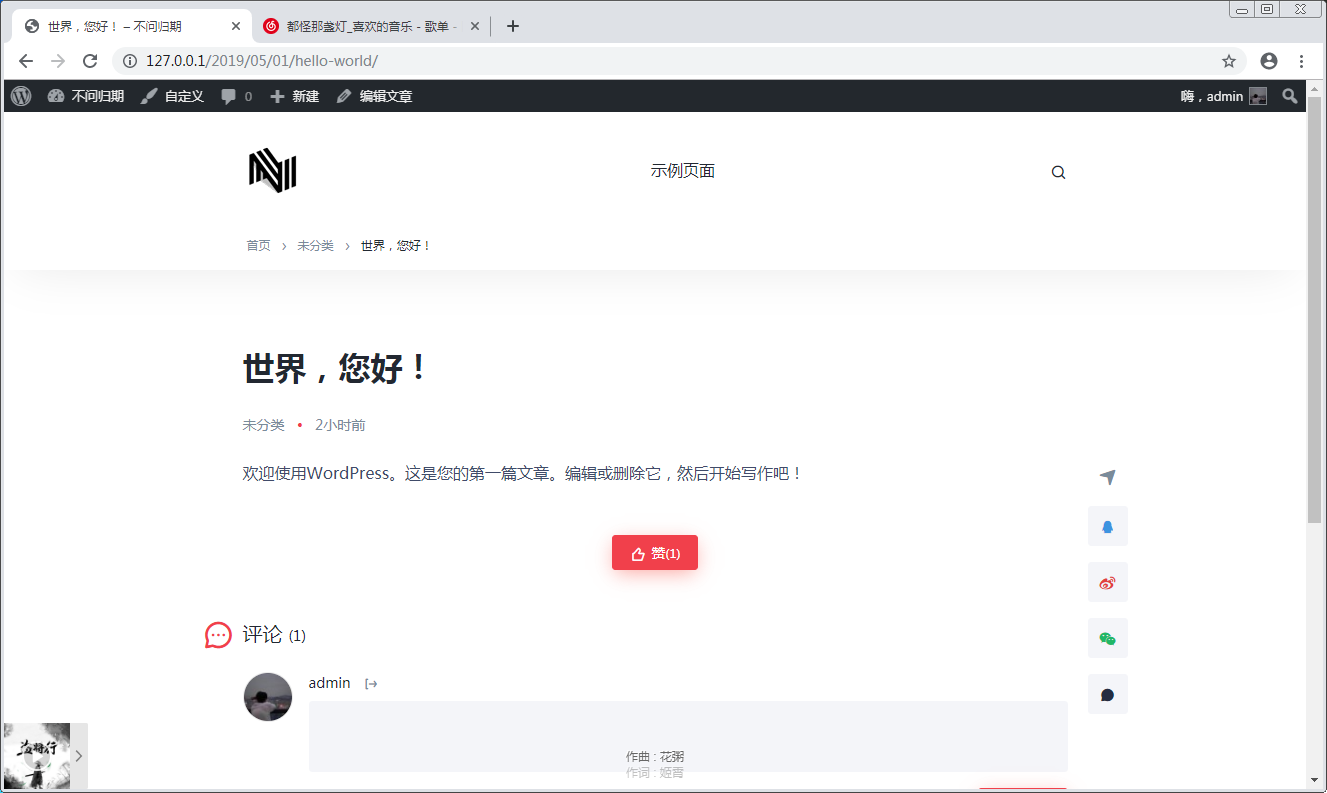 世界，您好！ – 不问归期
都怪那盏灯_喜欢的音乐 - 歌单 -
127.0.0.1/2019/05/01/hello-world/
不问归期 自定义 0 新建 编辑文章 嗨，admin
示例页面
首页 › 未分类 › 世界，您好！
世界，您好！
未分类 • 2小时前
欢迎使用WordPress。这是您的第一篇文章。编辑或删除它，然后开始写作吧！
赞(1)
评论 (1)
admin
作曲 : 花粥
作词 : 姬霄